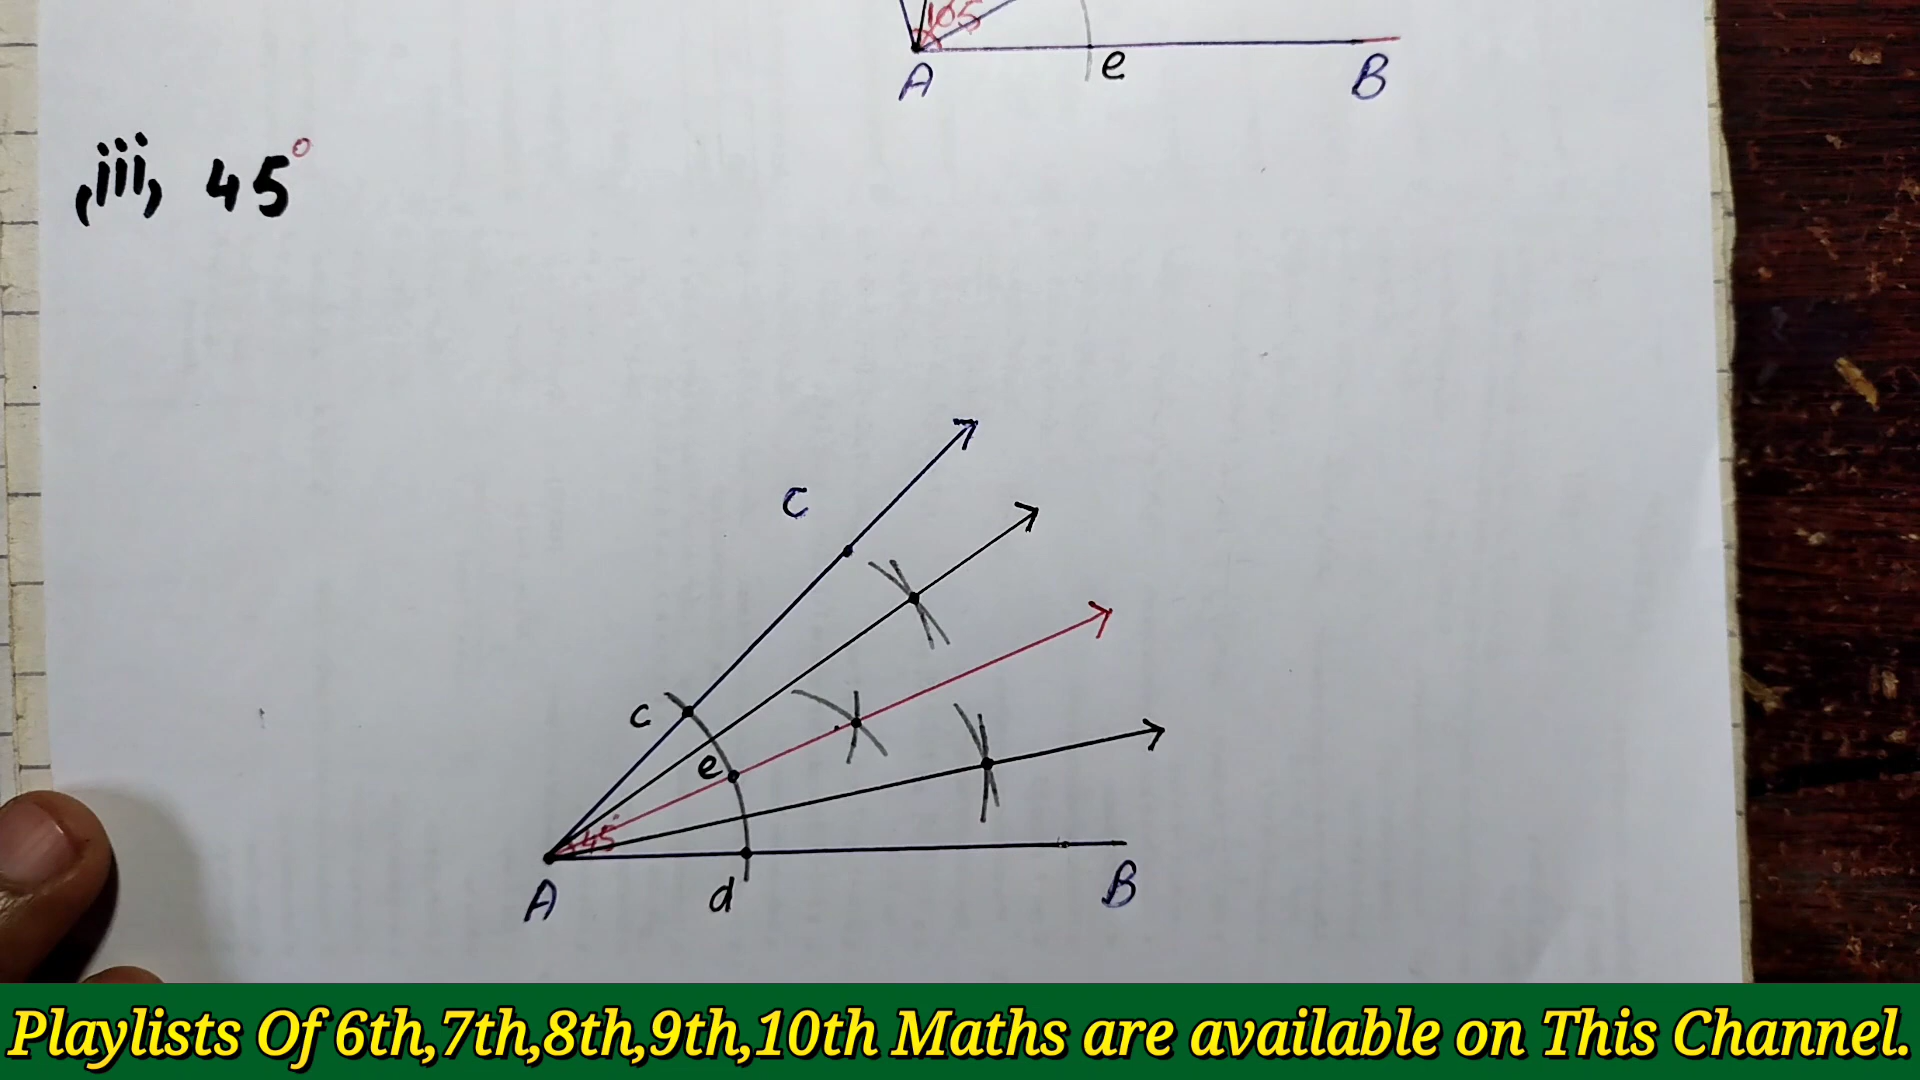 105
A e B
(iii) 45°
C
c
e
45°
A d B
Playlists Of 6th,7th,8th,9th,10th Maths are available on This Channel.